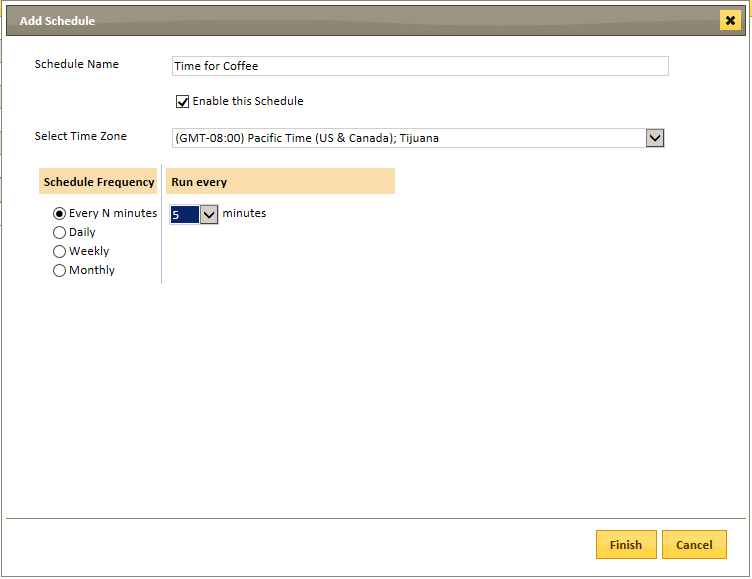 Add Schedule
Schedule Name Time for Coffee
Enable this Schedule
Select Time Zone (GMT-08:00) Pacific Time (US & Canada); Tijuana
Schedule Frequency Run every
Every N minutes 5 minutes
Daily
Weekly
Monthly
Finish Cancel